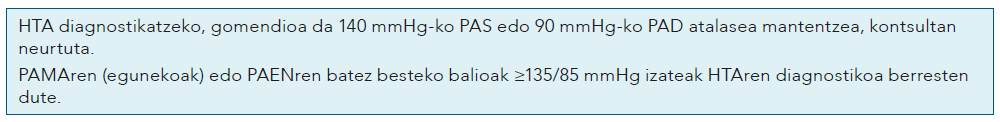 HTA diagnostikatzeko, gomendioa da 140 mmHg-ko PAS edo 90 mmHg-ko PAD atalasea mantentzea, kontsultan
neurtuta.
PAMAren (egunekoak) edo PAENren batez besteko balioak ≥135/85 mmHg izateak HTAren diagnostikoa berresten
dute.